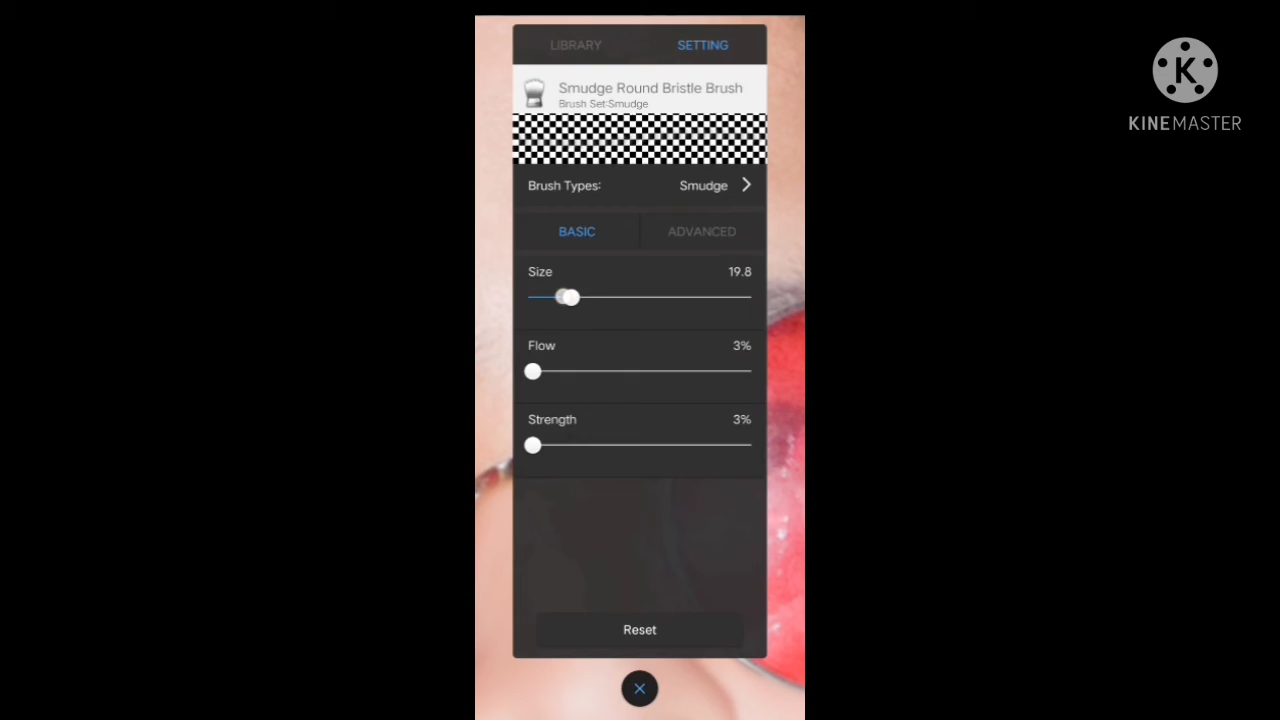 LIBRARY SETTING
Smudge Round Bristle Brush
Brush Set:Smudge
Brush Types: Smudge
BASIC ADVANCED
Size 19.8
Flow 3%
Strength 3%
Reset
K
KINEMASTER